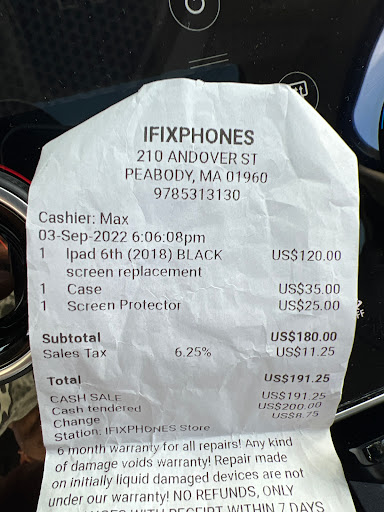 IFIXPHONES
210 ANDOVER ST
PEABODY, MA 01960
9785313130
Cashier: Max
03-Sep-2022 6:06:08pm
1 Ipad 6th (2018) BLACK US$120.00
screen replacement
1 Case US$35.00
1 Screen Protector US$25.00
Subtotal US$180.00
Sales Tax 6.25% US$11.25
Total US$191.25
CASH SALE US$191.25
Cash tendered US$200.00
Change US$8.75
Station: IFIXPHONES Store
6 month warranty for all repairs! Any kind
of damage voids warranty! Repair made
on initially liquid damaged devices are not
under our warranty! NO REFUNDS, ONLY
WITH RECEIPT WITHIN 7 DAYS